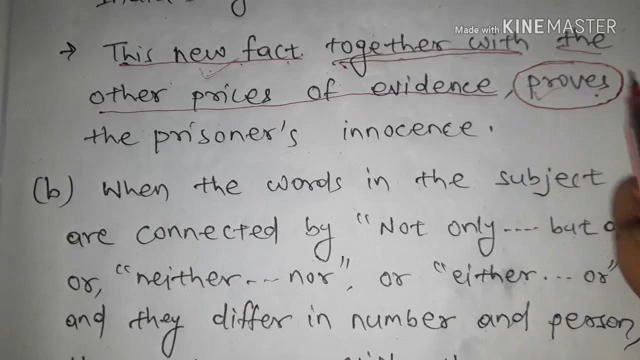 Made with KINEMASTER
→ This new fact together with the
other prices of evidence, proves
the prisoner's innocence.
(b) When the words in the subject
are connected by "Not only .... but
or, "neither... nor", or "either... or"
and they differ in number and person,